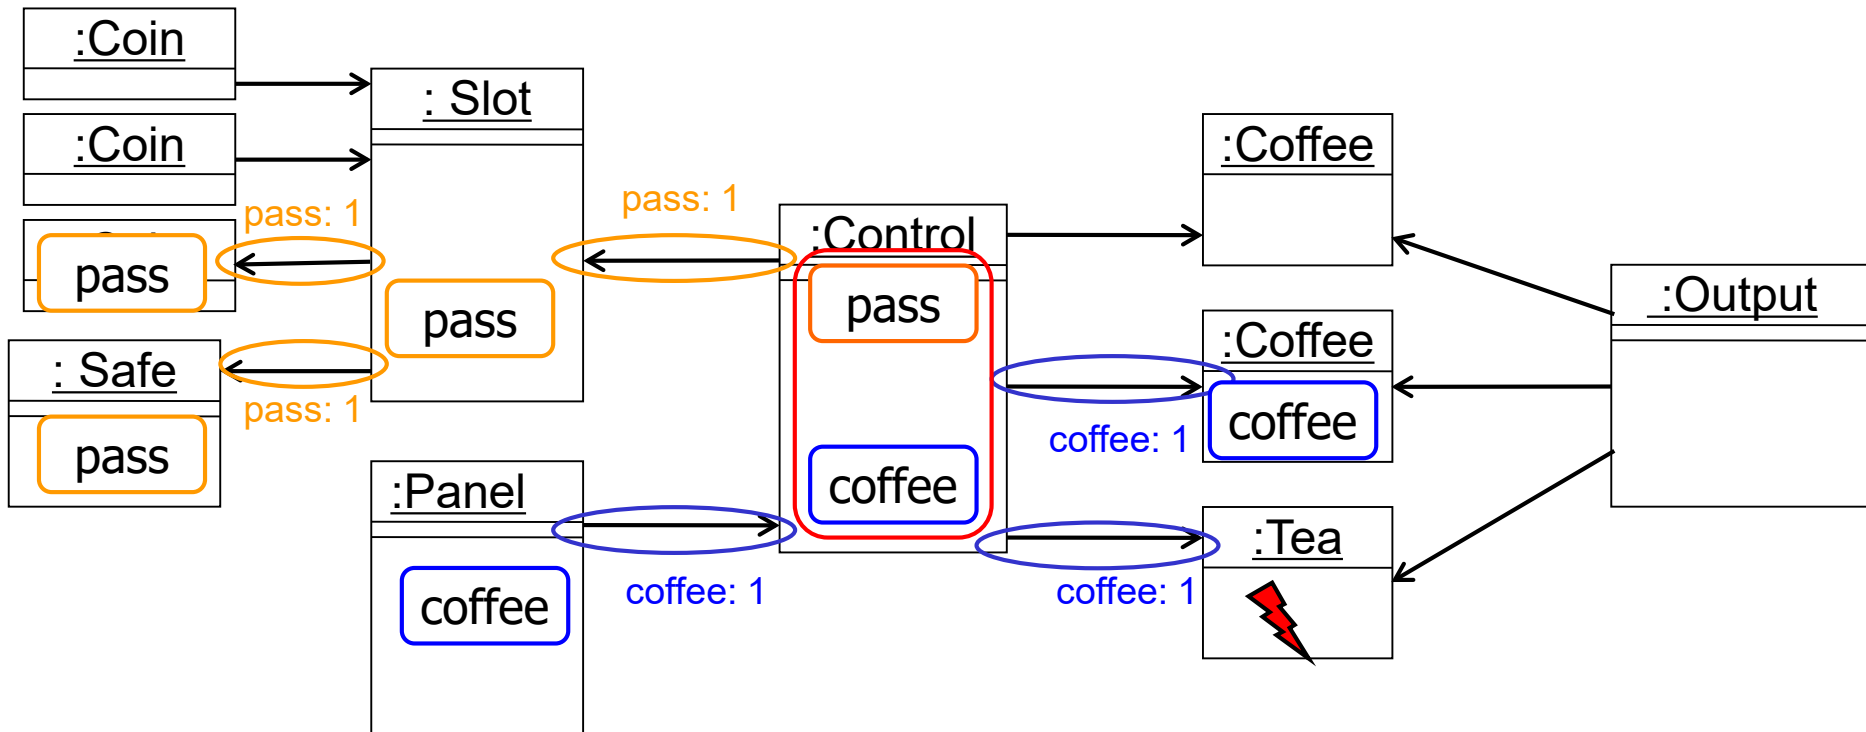 :Coin
: Slot
:Coin
:Coffee
pass: 1
pass: 1
:Control
pass
pass
pass
:Output
: Safe
:Coffee
pass: 1
pass
coffee: 1
coffee
:Panel
coffee
:Tea
coffee
coffee: 1
coffee: 1